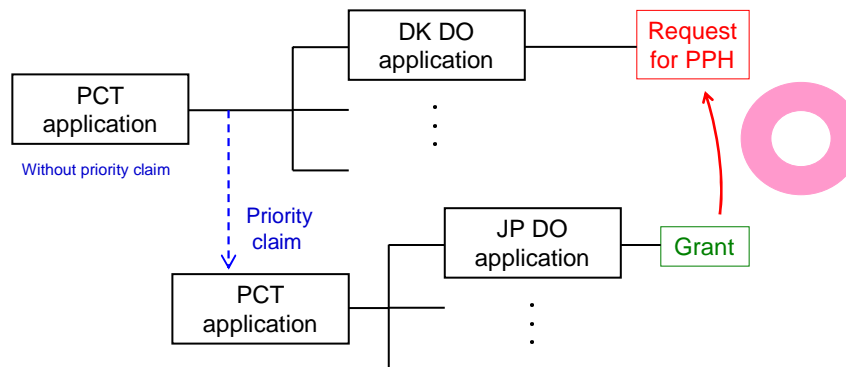 DK DO
application
Request
for PPH
PCT
application
Without priority claim
Priority
claim
JP DO
application
Grant
PCT
application